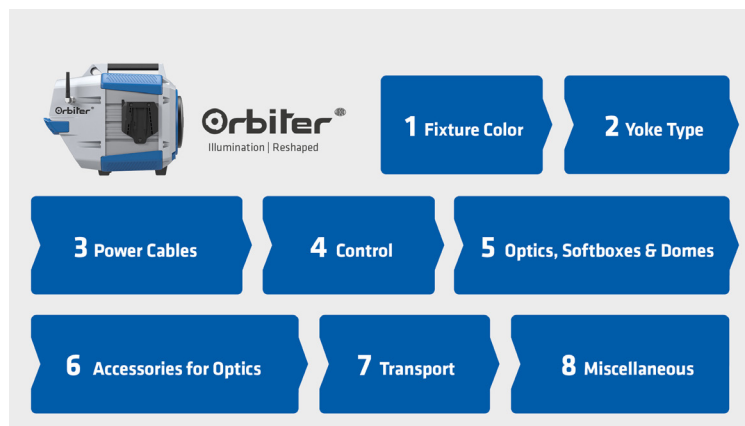 Orbiter
Orbiter
Illumination | Reshaped
1 Fixture Color
2 Yoke Type
3 Power Cables
4 Control
5 Optics, Softboxes & Domes
6 Accessories for Optics
7 Transport
8 Miscellaneous